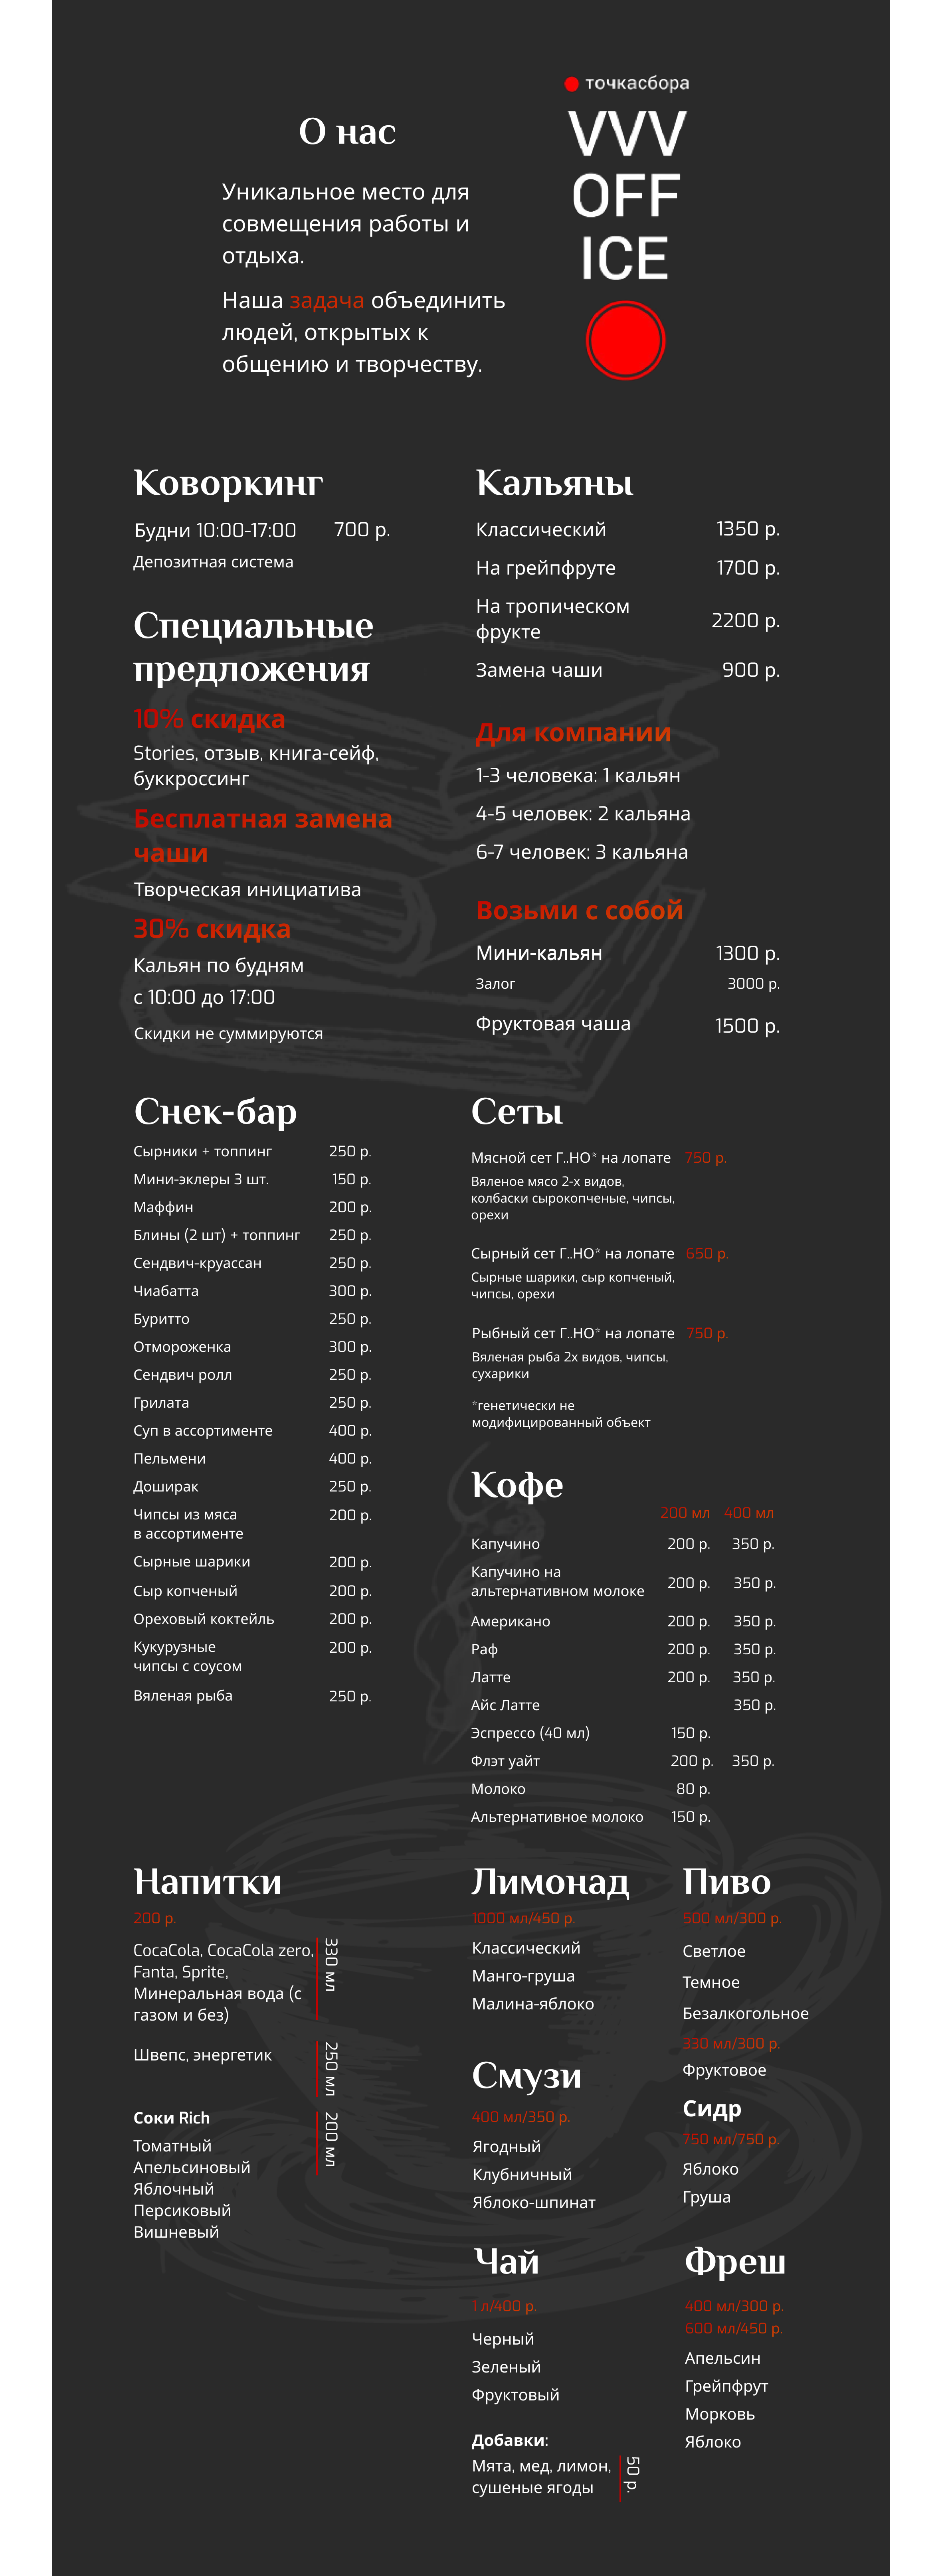 точкасбора
VVV
OFF
ICE
О нас
Уникальное место для
совмещения работы и
отдыха.
Наша задача объединить
людей, открытых к
общению и творчеству.
Коворкинг
Будни 10:00-17:00 700 р.
Депозитная система
Специальные
предложения
10% скидка
Stories, отзыв, книга-сейф,
буккроссинг
Бесплатная замена
чаши
Творческая инициатива
30% скидка
Кальян по будням
с 10:00 до 17:00
Скидки не суммируются
Кальяны
Классический 1350 р.
На грейпфруте 1700 р.
На тропическом
фрукте 2200 р.
Замена чаши 900 р.
Для компании
1-3 человека: 1 кальян
4-5 человек: 2 кальяна
6-7 человек: 3 кальяна
Возьми с собой
Мини-кальян 1300 р.
Залог 3000 р.
Фруктовая чаша 1500 р.
Снек-бар
Сырники + топпинг 250 р.
Мини-эклеры 3 шт. 150 р.
Маффин 200 р.
Блины (2 шт) + топпинг 250 р.
Сендвич-круассан 250 р.
Чиабатта 300 р.
Буритто 250 р.
Отмороженка 300 р.
Сендвич ролл 250 р.
Грилата 250 р.
Суп в ассортименте 400 р.
Пельмени 400 р.
Доширак 250 р.
Чипсы из мяса 200 р.
в ассортименте
Сырные шарики 200 р.
Сыр копченый 200 р.
Ореховый коктейль 200 р.
Кукурузные 200 р.
чипсы с соусом
Вяленая рыба 250 р.
Сеты
Мясной сет Г..НО* на лопате 750 р.
Вяленое мясо 2-х видов,
колбаски сырокопченые, чипсы,
орехи
Сырный сет Г..НО* на лопате 650 р.
Сырные шарики, сыр копченый,
чипсы, орехи
Рыбный сет Г..НО* на лопате 750 р.
Вяленая рыба 2х видов, чипсы,
сухарики
*генетически не
модифицированный объект
Кофе
200 мл 400 мл
Капучино 200 р. 350 р.
Капучино на
альтернативном молоке 200 р. 350 р.
Американо 200 р. 350 р.
Раф 200 р. 350 р.
Латте 200 р. 350 р.
Айс Латте 350 р.
Эспрессо (40 мл) 150 р.
Флэт уайт 200 р. 350 р.
Молоко 80 р.
Альтернативное молоко 150 р.
Напитки
200 р.
CocaCola, CocaCola zero,
Fanta, Sprite,
Минеральная вода (с
газом и без)
330 мл
Швепс, энергетик
250 мл
Соки Rich
200 мл
Томатный
Апельсиновый
Яблочный
Персиковый
Вишневый
Лимонад
1000 мл/450 р.
Классический
Манго-груша
Малина-яблоко
Смузи
400 мл/350 р.
Ягодный
Клубничный
Яблоко-шпинат
Чай
1 л/400 р.
Черный
Зеленый
Фруктовый
Добавки:
Мята, мед, лимон,
сушеные ягоды
50 р.
Пиво
500 мл/300 р.
Светлое
Темное
Безалкогольное
330 мл/300 р.
Фруктовое
Сидр
750 мл/750 р.
Яблоко
Груша
Фреш
400 мл/300 р.
600 мл/450 р.
Апельсин
Грейпфрут
Морковь
Яблоко